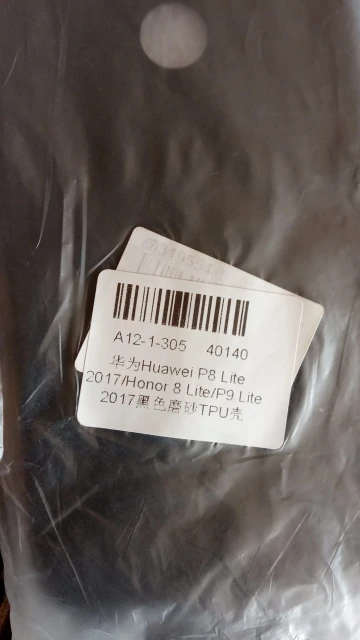 A12-1-305 40140
华为Huawei P8 Lite
2017/Honor 8 Lite/P9 Lite
2017黑色磨砂TPU壳